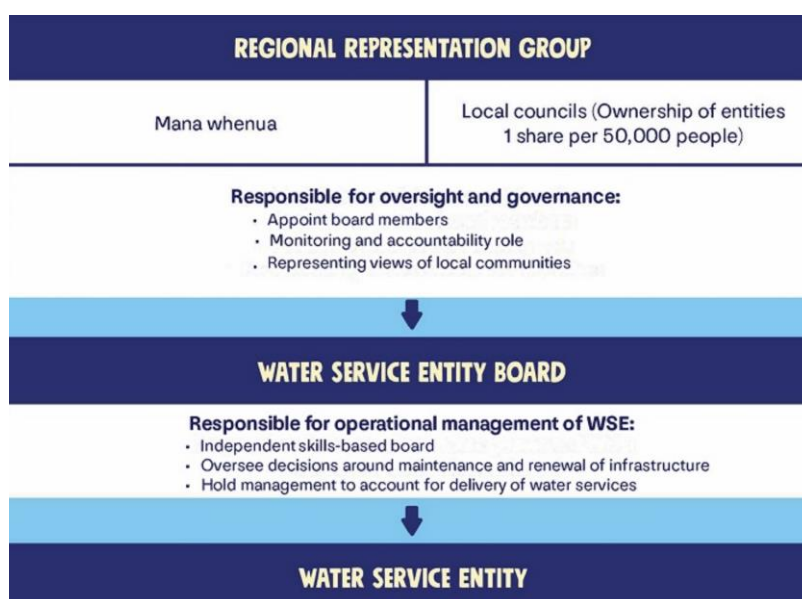 REGIONAL REPRESENTATION GROUP
Mana whenua
Local councils (Ownership of entities
1 share per 50,000 people)
Responsible for oversight and governance:
• Appoint board members
• Monitoring and accountability role
• Representing views of local communities
WATER SERVICE ENTITY BOARD
Responsible for operational management of WSE:
• Independent skills-based board
• Oversee decisions around maintenance and renewal of infrastructure
• Hold management to account for delivery of water services
WATER SERVICE ENTITY